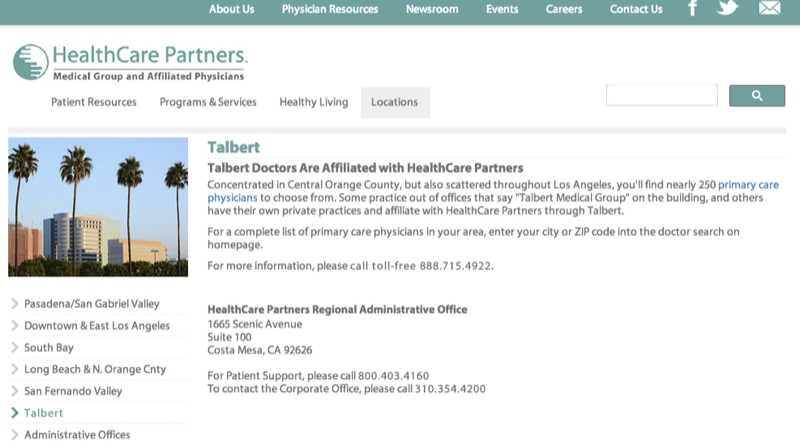 About Us Physician Resources Newsroom Events Careers Contact Us
HealthCare Partners.
Medical Group and Affiliated Physicians
Patient Resources Programs & Services Healthy Living Locations
Talbert
Talbert Doctors Are Affiliated with HealthCare Partners
Concentrated in Central Orange County, but also scattered throughout Los Angeles, you'll find nearly 250 primary care
physicians to choose from. Some practice out of offices that say "Talbert Medical Group" on the building, and others
have their own private practices and affiliate with HealthCare Partners through Talbert.
For a complete list of primary care physicians in your area, enter your city or ZIP code into the doctor search on
homepage.
For more information, please call toll-free 888.715.4922.
HealthCare Partners Regional Administrative Office
1665 Scenic Avenue
Suite 100
Costa Mesa, CA 92626
For Patient Support, please call 800.403.4160
To contact the Corporate Office, please call 310.354.4200
Pasadena/San Gabriel Valley
Downtown & East Los Angeles
South Bay
Long Beach & N. Orange Cnty
San Fernando Valley
Talbert
Administrative Offices